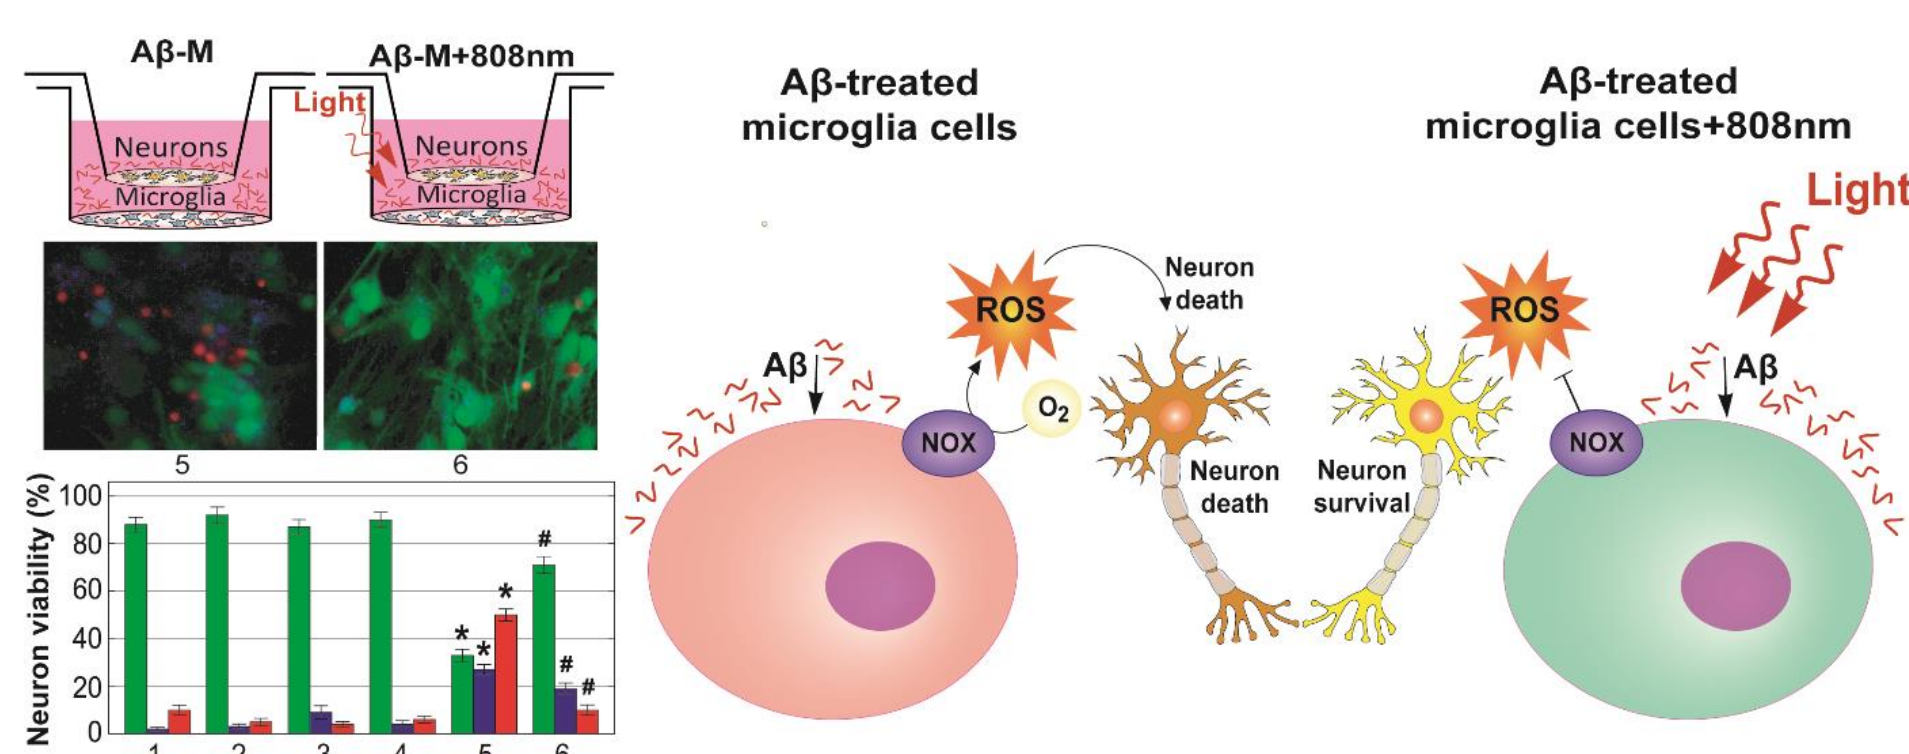 Aβ-M
Aβ-M+808nm
Light
Neurons
Microglia
Neurons
Microglia
5
6
Neuron viability (%)
100
80
60
40
20
0
*
*
*
#
#
#
1
2
3
4
5
6
Aβ-treated
microglia cells
ROS
Neuron
death
Aβ
O2
NOX
Neuron
death
Aβ-treated
microglia cells+808nm
Light
ROS
Aβ
NOX
Neuron
survival